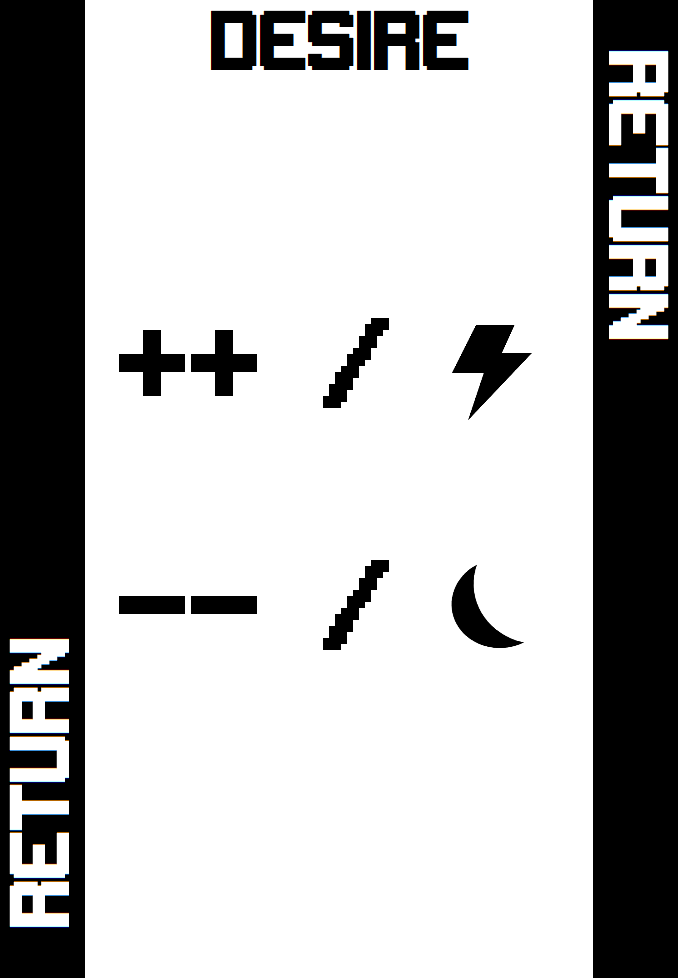 DESIRE
RETURN
++ /
-- /
RETURN